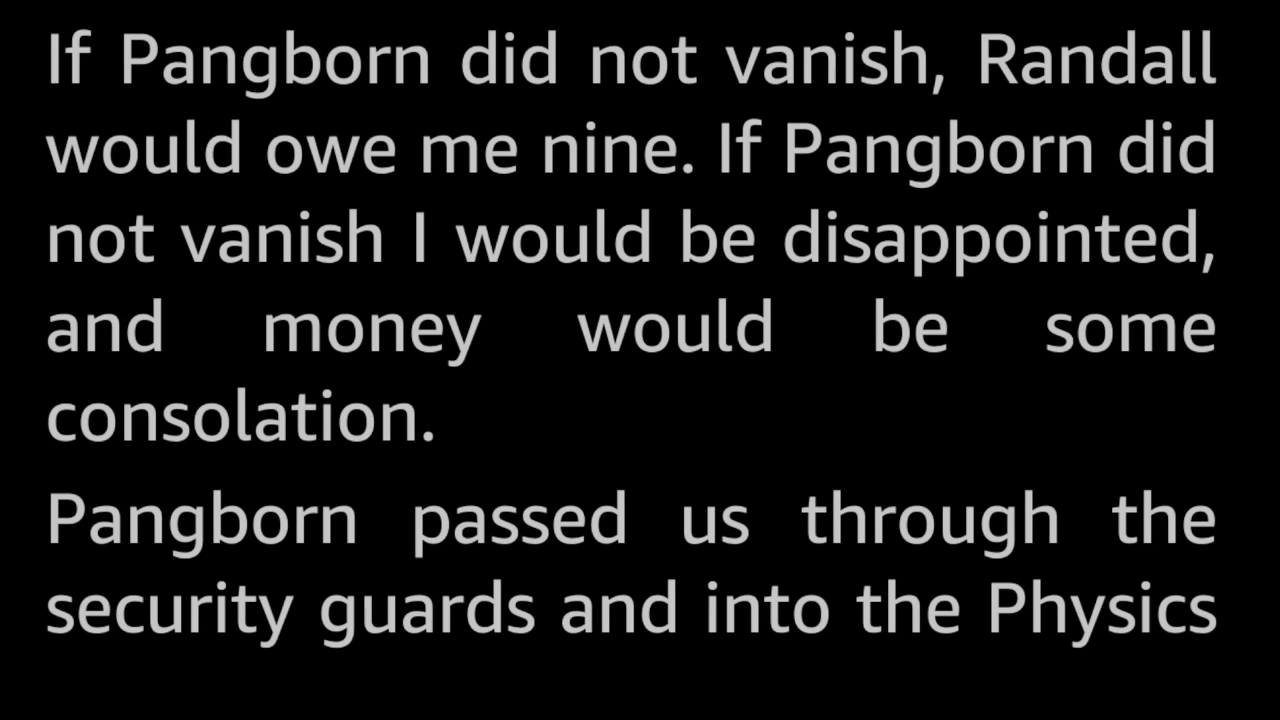 If Pangborn did not vanish, Randall
would owe me nine. If Pangborn did
not vanish I would be disappointed,
and money would be some
consolation.
Pangborn passed us through the
security guards and into the Physics